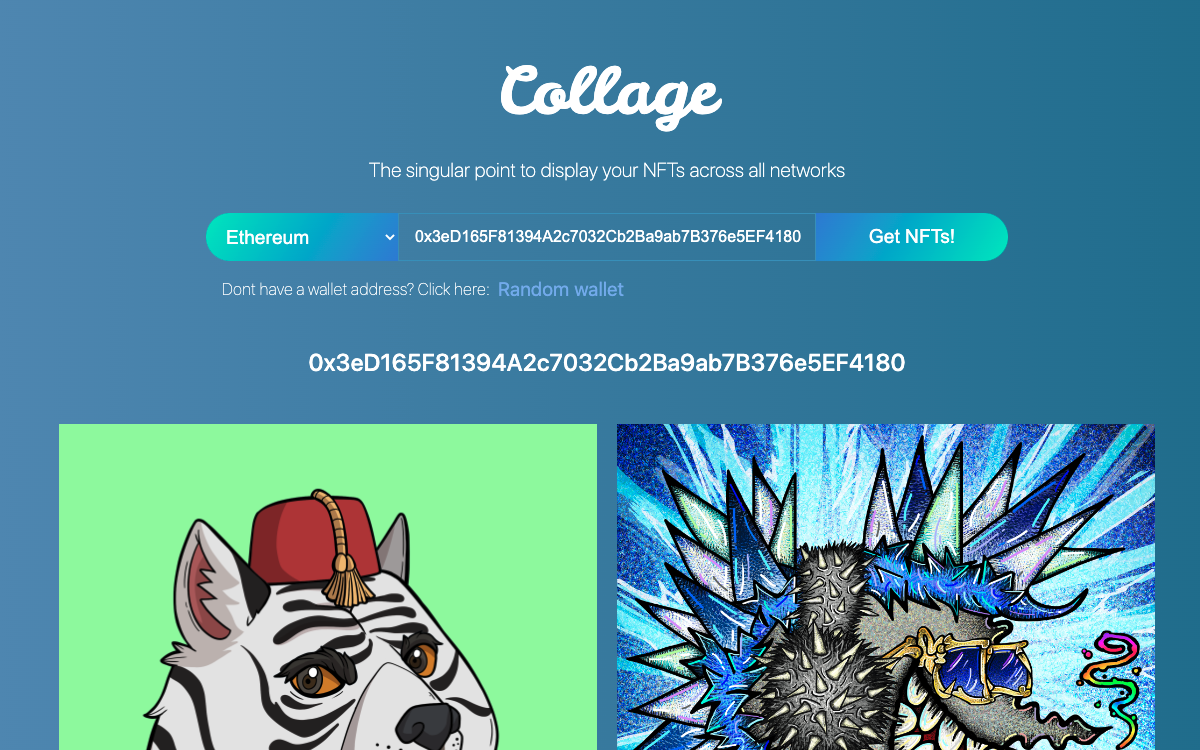 Collage
The singular point to display your NFTs across all networks
Ethereum
0x3eD165F81394A2c7032Cb2Ba9ab7B376e5EF4180
Get NFTs!
Dont have a wallet address? Click here: Random wallet
0x3eD165F81394A2c7032Cb2Ba9ab7B376e5EF4180